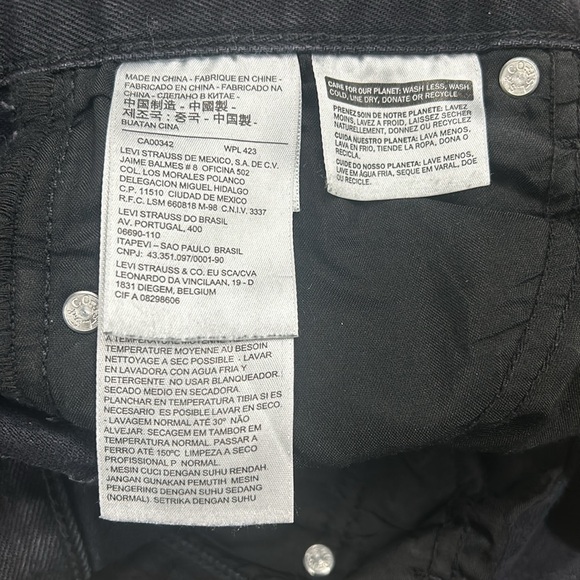 MADE IN CHINA - FABRIQUE EN CHINE -
FABRICADO EN CHINA - FABRICADO NA
CHINA - СДЕЛАНО В КИТАЕ -
中国制造 - 中國製 -
제조국 : 중국 - 中国製 -
BUATAN CINA
CA00342 WPL 423
LEVI STRAUSS DE MEXICO, S.A. DE C.V.
JAIME BALMES # 8 OFICINA 502
COL. LOS MORALES POLANCO
DELEGACION MIGUEL HIDALGO
C.P. 11510 CIUDAD DE MEXICO
R.F.C. LSM 660818 M-98 C.N.I.V. 3337
LEVI STRAUSS DO BRASIL
AV. PORTUGAL, 400
06690-110
ITAPEVI – SAO PAULO BRASIL
CNPJ: 43.351.097/0001-90
LEVI STRAUSS & CO. EU SCA/CVA
LEONARDO DA VINCILAAN, 19 - D
1831 DIEGEM, BELGIUM
CIF A 08298606
A TEMPERATURE MOYENNE
TEMPERATURE MOYENNE AU BESOIN
NETTOYAGE A SEC POSSIBLE - LAVAR
EN LAVADORA CON AGUA FRIA Y
DETERGENTE NO USAR BLANQUEADOR.
SECADO MEDIO EN SECADORA
PLANCHAR EN TEMPERATURA TIBIA SI ES
NECESARIO ES POSIBLE LAVAR EN SECO.
- LAVAGEM NORMAL ATÉ 30° NÃO
ALVEJAR. SECAGEM EM TAMBOR EM
TEMPERATURA NORMAL. PASSAR A
FERRO ATÉ 150ºC LIMPEZA A SECO
PROFISSIONAL P NORMAL.
- MESIN CUCI DENGAN SUHU RENDAH
JANGAN GUNAKAN PEMUTIH MESIN
PENGERING DENGAN SUHU SEDANG
(NORMAL). SETRIKA DENGAN SUHU
CARE FOR OUR PLANET: WASH LESS, WASH
COLD, LINE DRY, DONATE OR RECYCLE
PRENEZ SOIN DE NOTRE PLANETE: LAVEZ
MOINS, LAVEZ A FROID, LAISSEZ SECHER
NATURELLEMENT, DONNEZ OU RECYCLEZ
CUIDA NUESTRO PLANETA: LAVA MENOS,
LAVA EN FRIO, TIENDE LA ROPA, DONA O
RECICLA.
CUIDE DO NOSSO PLANETA: LAVE MENOS,
LAVE EM ÁGUA FRIA, SEQUE EM VARAL, DOE
OU RECICLE.